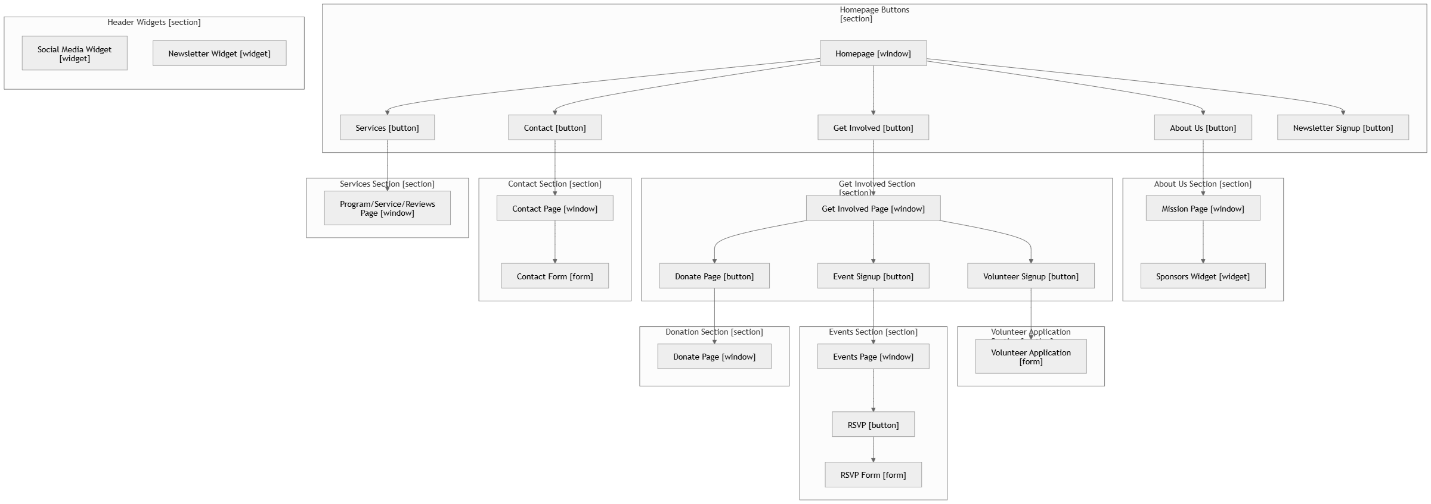 Homepage Buttons
[section]
Header Widgets [section]
Social Media Widget
[widget]
Newsletter Widget [widget]
Homepage [window]
Services [button]
Contact [button]
Get Involved [button]
About Us [button]
Newsletter Signup [button]
Services Section [section]
Contact Section [section]
Get Involved Section
[section]
About Us Section [section]
Program/Service/Reviews
Page [window]
Contact Page [window]
Get Involved Page [window]
Mission Page [window]
Contact Form [form]
Donate Page [button]
Event Signup [button]
Volunteer Signup [button]
Sponsors Widget [widget]
Donation Section [section]
Events Section [section]
Volunteer Application
Donate Page [window]
Events Page [window]
Volunteer Application
[form]
RSVP [button]
RSVP Form [form]